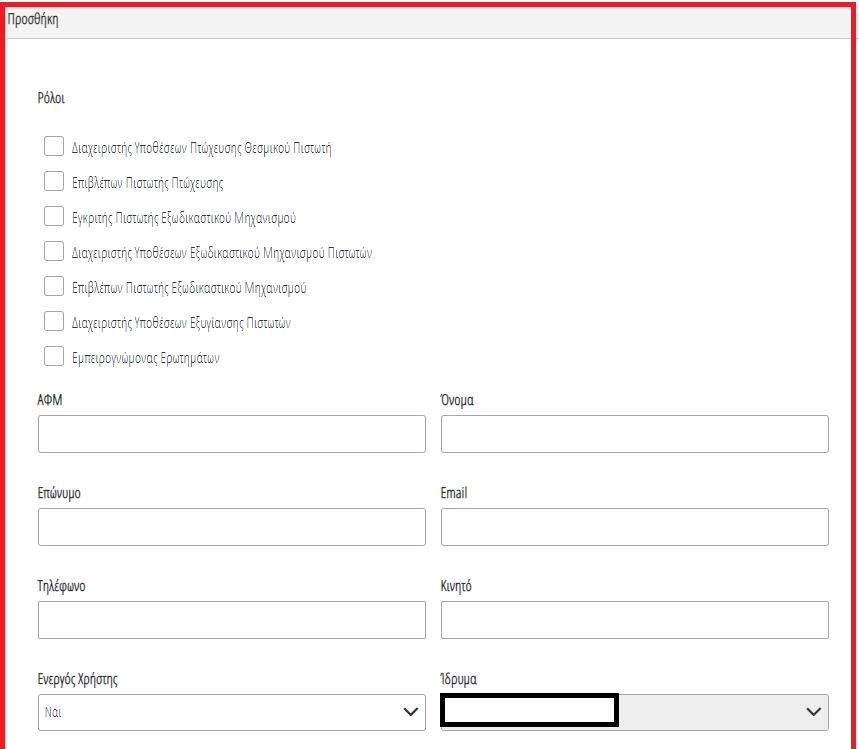 Προσθήκη
Ρόλοι
Διαχειριστής Υποθέσεων Πτώχευσης Θεσμικού Πιστωτή
Επιβλέπων Πιστωτής Πτώχευσης
Εγκριτής Πιστωτής Εξωδικαστικού Μηχανισμού
Διαχειριστής Υποθέσεων Εξωδικαστικού Μηχανισμού Πιστωτών
Επιβλέπων Πιστωτής Εξωδικαστικού Μηχανισμού
Διαχειριστής Υποθέσεων Εξυγίανσης Πιστωτών
Εμπειρογνώμονας Ερωτημάτων
ΑΦΜ
Όνομα
Επώνυμο
Email
Τηλέφωνο
Κινητό
Ενεργός Χρήστης
Ίδρυμα
Ναι